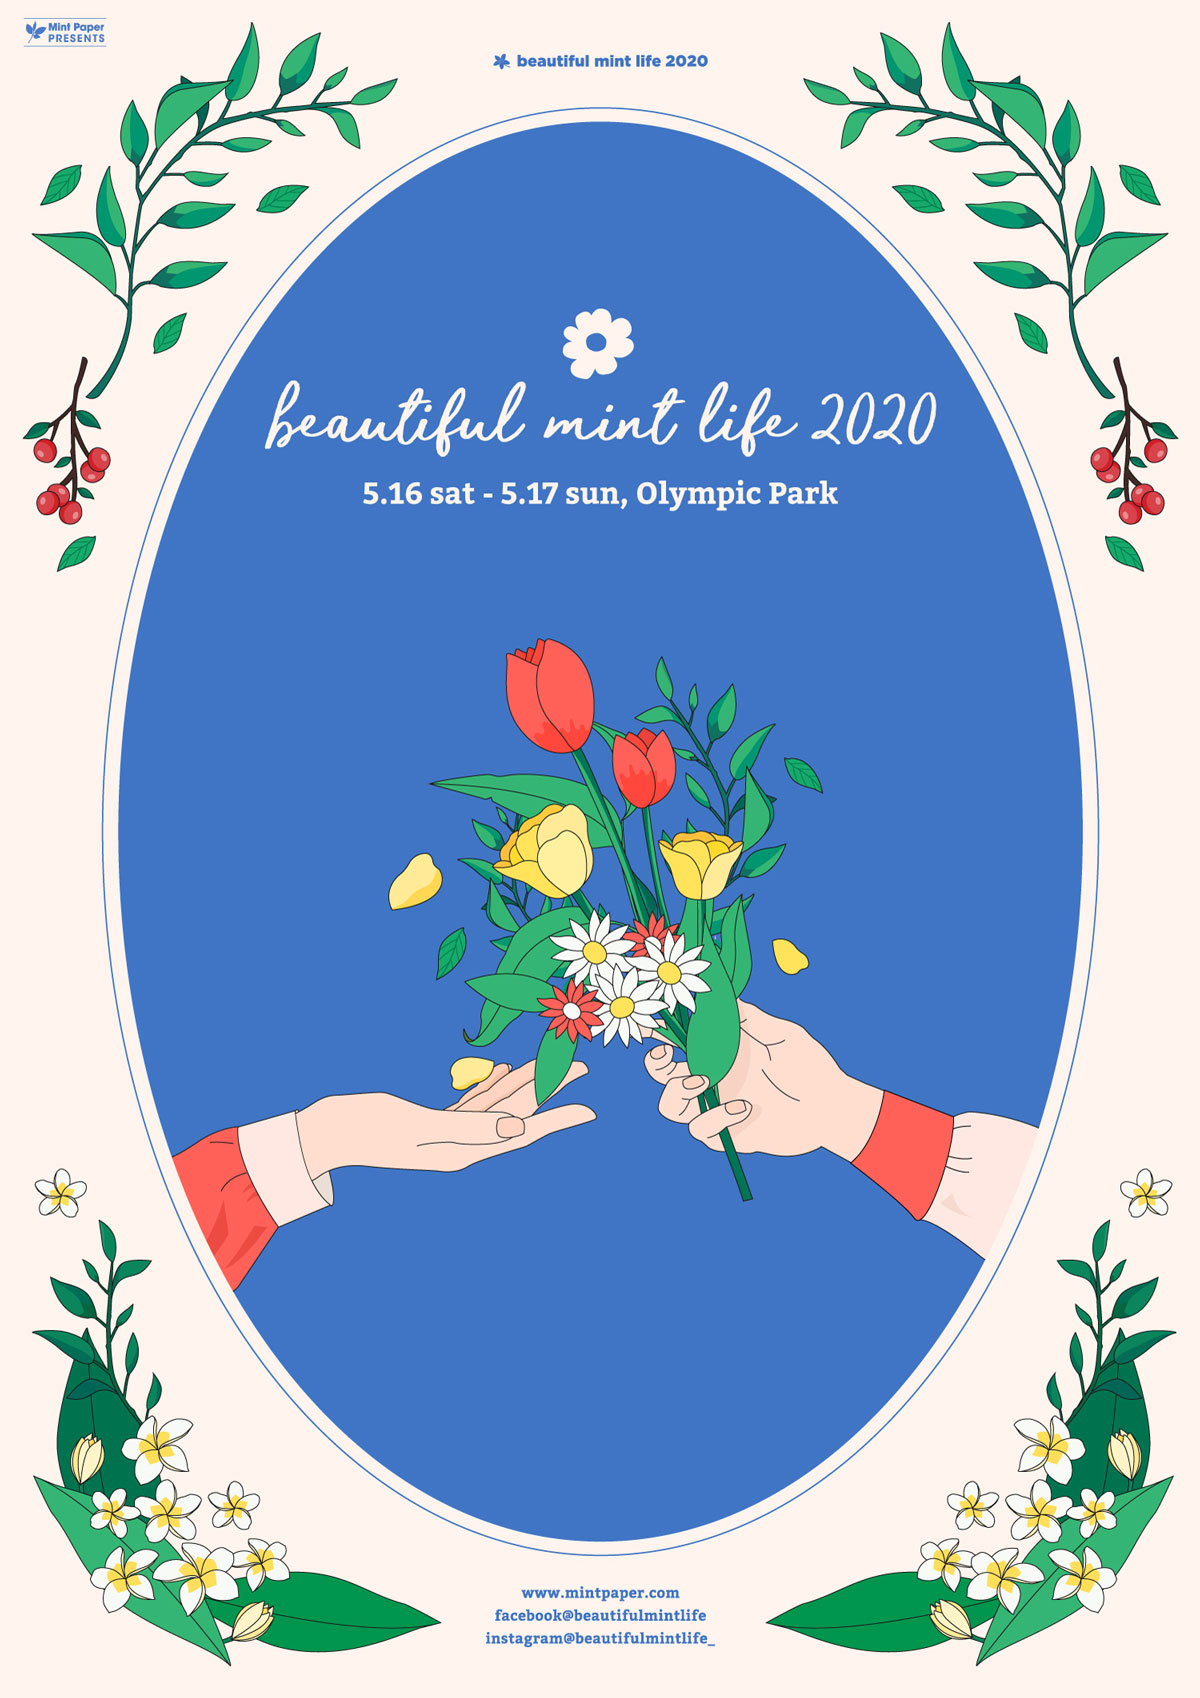 Mint Paper
PRESENTS
beautiful mint life 2020
beautiful mint life 2020
5.16 sat - 5.17 sun, Olympic Park
www.mintpaper.com
facebook@beautifulmintlife
instagram@beautifulmintlife_